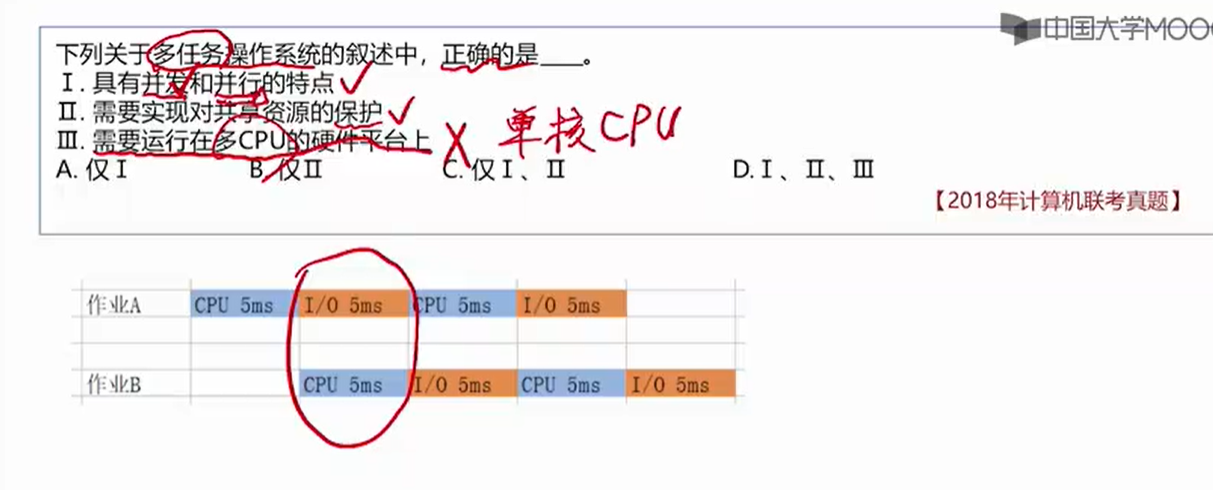 中国大学MOO
下列关于多任务操作系统的叙述中，正确的是____。
Ⅰ. 具有并发和并行的特点 ✓
Ⅱ. 需要实现对共享资源的保护 ✓
Ⅲ. 需要运行在多CPU的硬件平台上 X 单核CPU
A. 仅Ⅰ B. 仅Ⅱ C. 仅Ⅰ、Ⅱ D. Ⅰ、Ⅱ、Ⅲ
【2018年计算机联考真题】
作业A CPU 5ms I/O 5ms CPU 5ms I/O 5ms
作业B CPU 5ms I/O 5ms CPU 5ms I/O 5ms